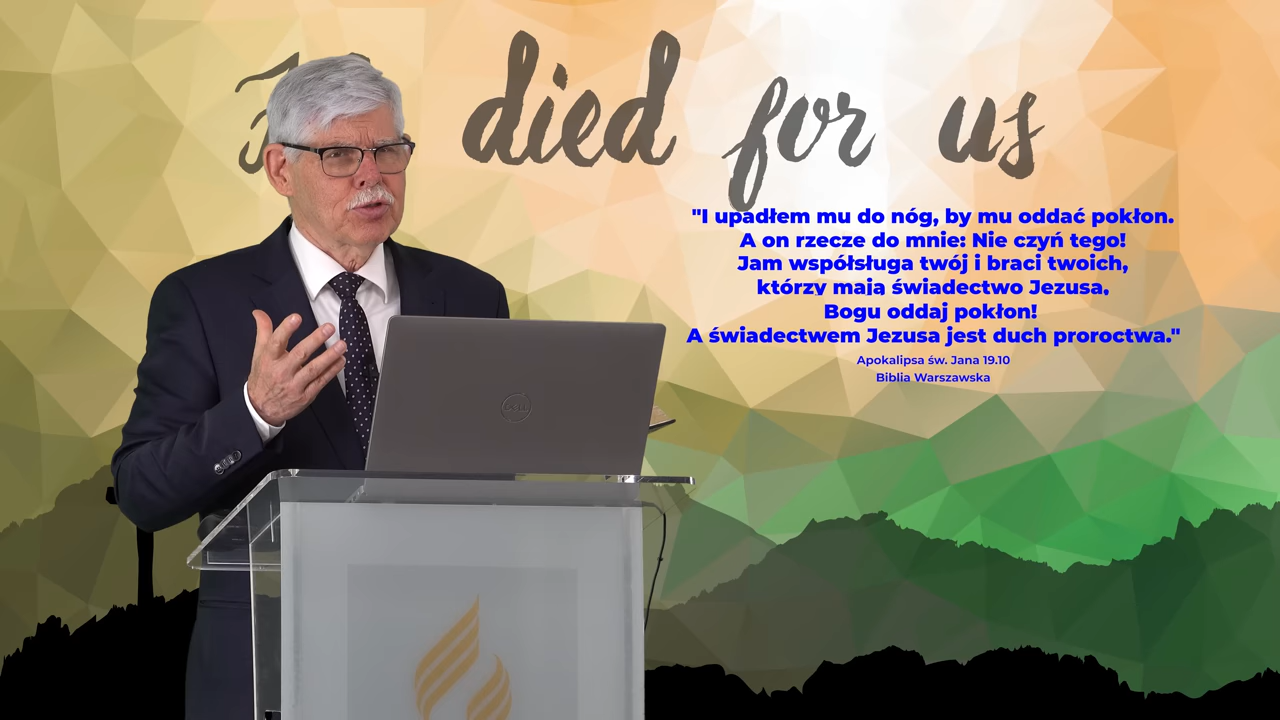 died for us
"I upadłem mu do nóg, by mu oddać pokłon.
A on rzecze do mnie: Nie czyń tego!
Jam współsługa twój i braci twoich,
którzy mają świadectwo Jezusa,
Bogu oddaj pokłon!
A świadectwem Jezusa jest duch proroctwa."
Apokalipsa św. Jana 19.10
Biblia Warszawska
DELL